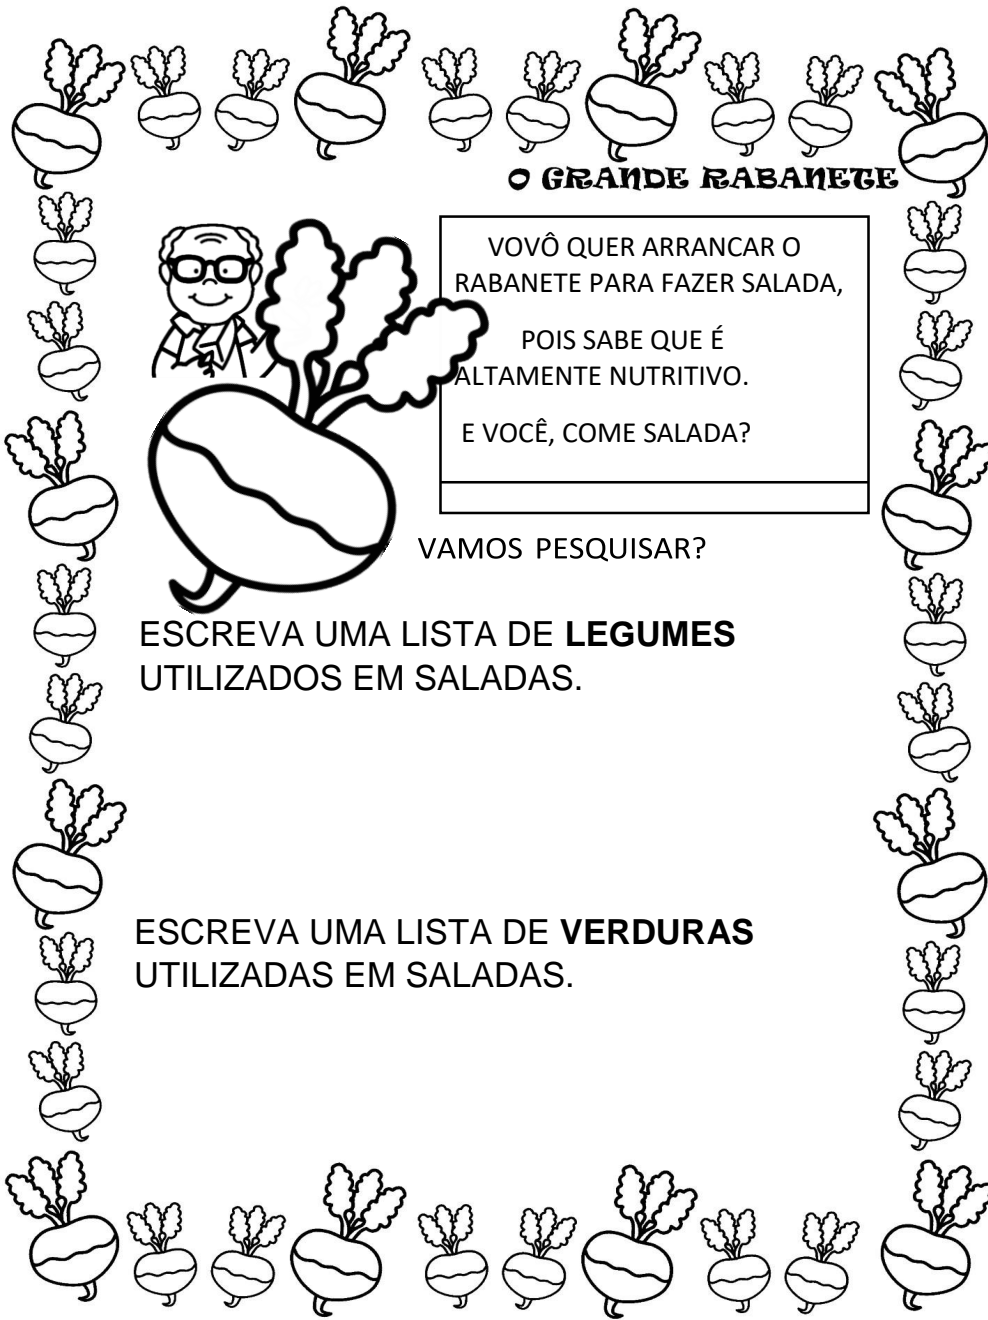 O GRANDE RABANETE
VOVÔ QUER ARRANCAR O
RABANETE PARA FAZER SALADA,
POIS SABE QUE É
ALTAMENTE NUTRITIVO.
E VOCÊ, COME SALADA?
VAMOS PESQUISAR?
ESCREVA UMA LISTA DE LEGUMES
UTILIZADOS EM SALADAS.
ESCREVA UMA LISTA DE VERDURAS
UTILIZADAS EM SALADAS.